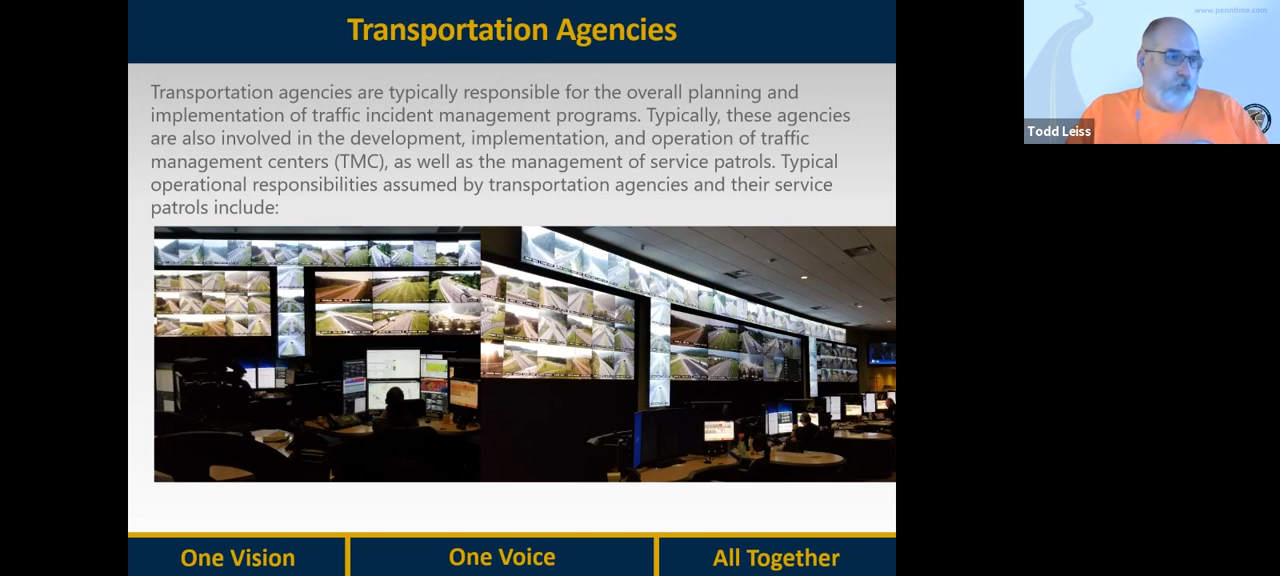 Transportation Agencies
www.penntime.com
Todd Leiss
Transportation agencies are typically responsible for the overall planning and
implementation of traffic incident management programs. Typically, these agencies
are also involved in the development, implementation, and operation of traffic
management centers (TMC), as well as the management of service patrols. Typical
operational responsibilities assumed by transportation agencies and their service
patrols include:
One Vision
One Voice
All Together